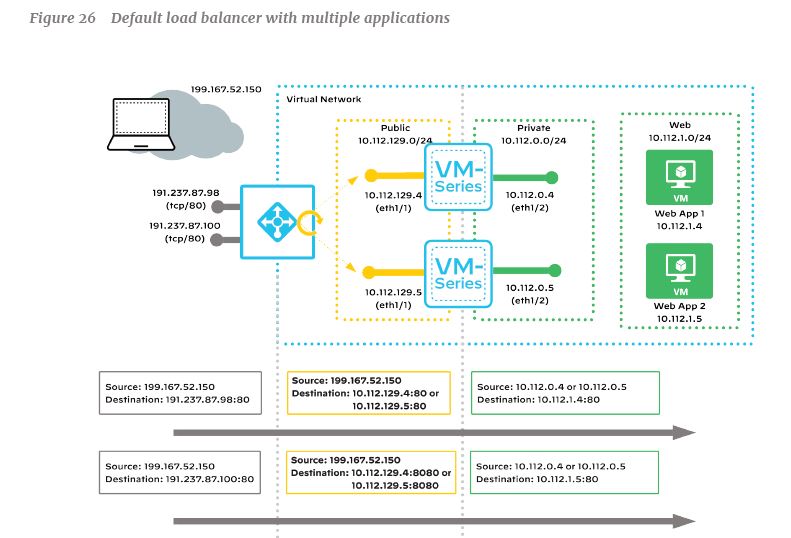 Figure 26 Default load balancer with multiple applications
199.167.52.150
Virtual Network
Public
10.112.129.0/24
Private
10.112.0.0/24
Web
10.112.1.0/24
191.237.87.98
(tcp/80)
191.237.87.100
(tcp/80)
10.112.129.4
(eth1/1)
VM-
Series
10.112.0.4
(eth1/2)
VM
Web App 1
10.112.1.4
10.112.129.5
(eth1/1)
VM-
Series
10.112.0.5
(eth1/2)
VM
Web App 2
10.112.1.5
Source: 199.167.52.150
Destination: 191.237.87.98:80
Source: 199.167.52.150
Destination: 10.112.129.4:80 or
10.112.129.5:80
Source: 10.112.0.4 or 10.112.0.5
Destination: 10.112.1.4:80
Source: 199.167.52.150
Destination: 191.237.87.100:80
Source: 199.167.52.150
Destination: 10.112.129.4:8080 or
10.112.129.5:8080
Source: 10.112.0.4 or 10.112.0.5
Destination: 10.112.1.5:80